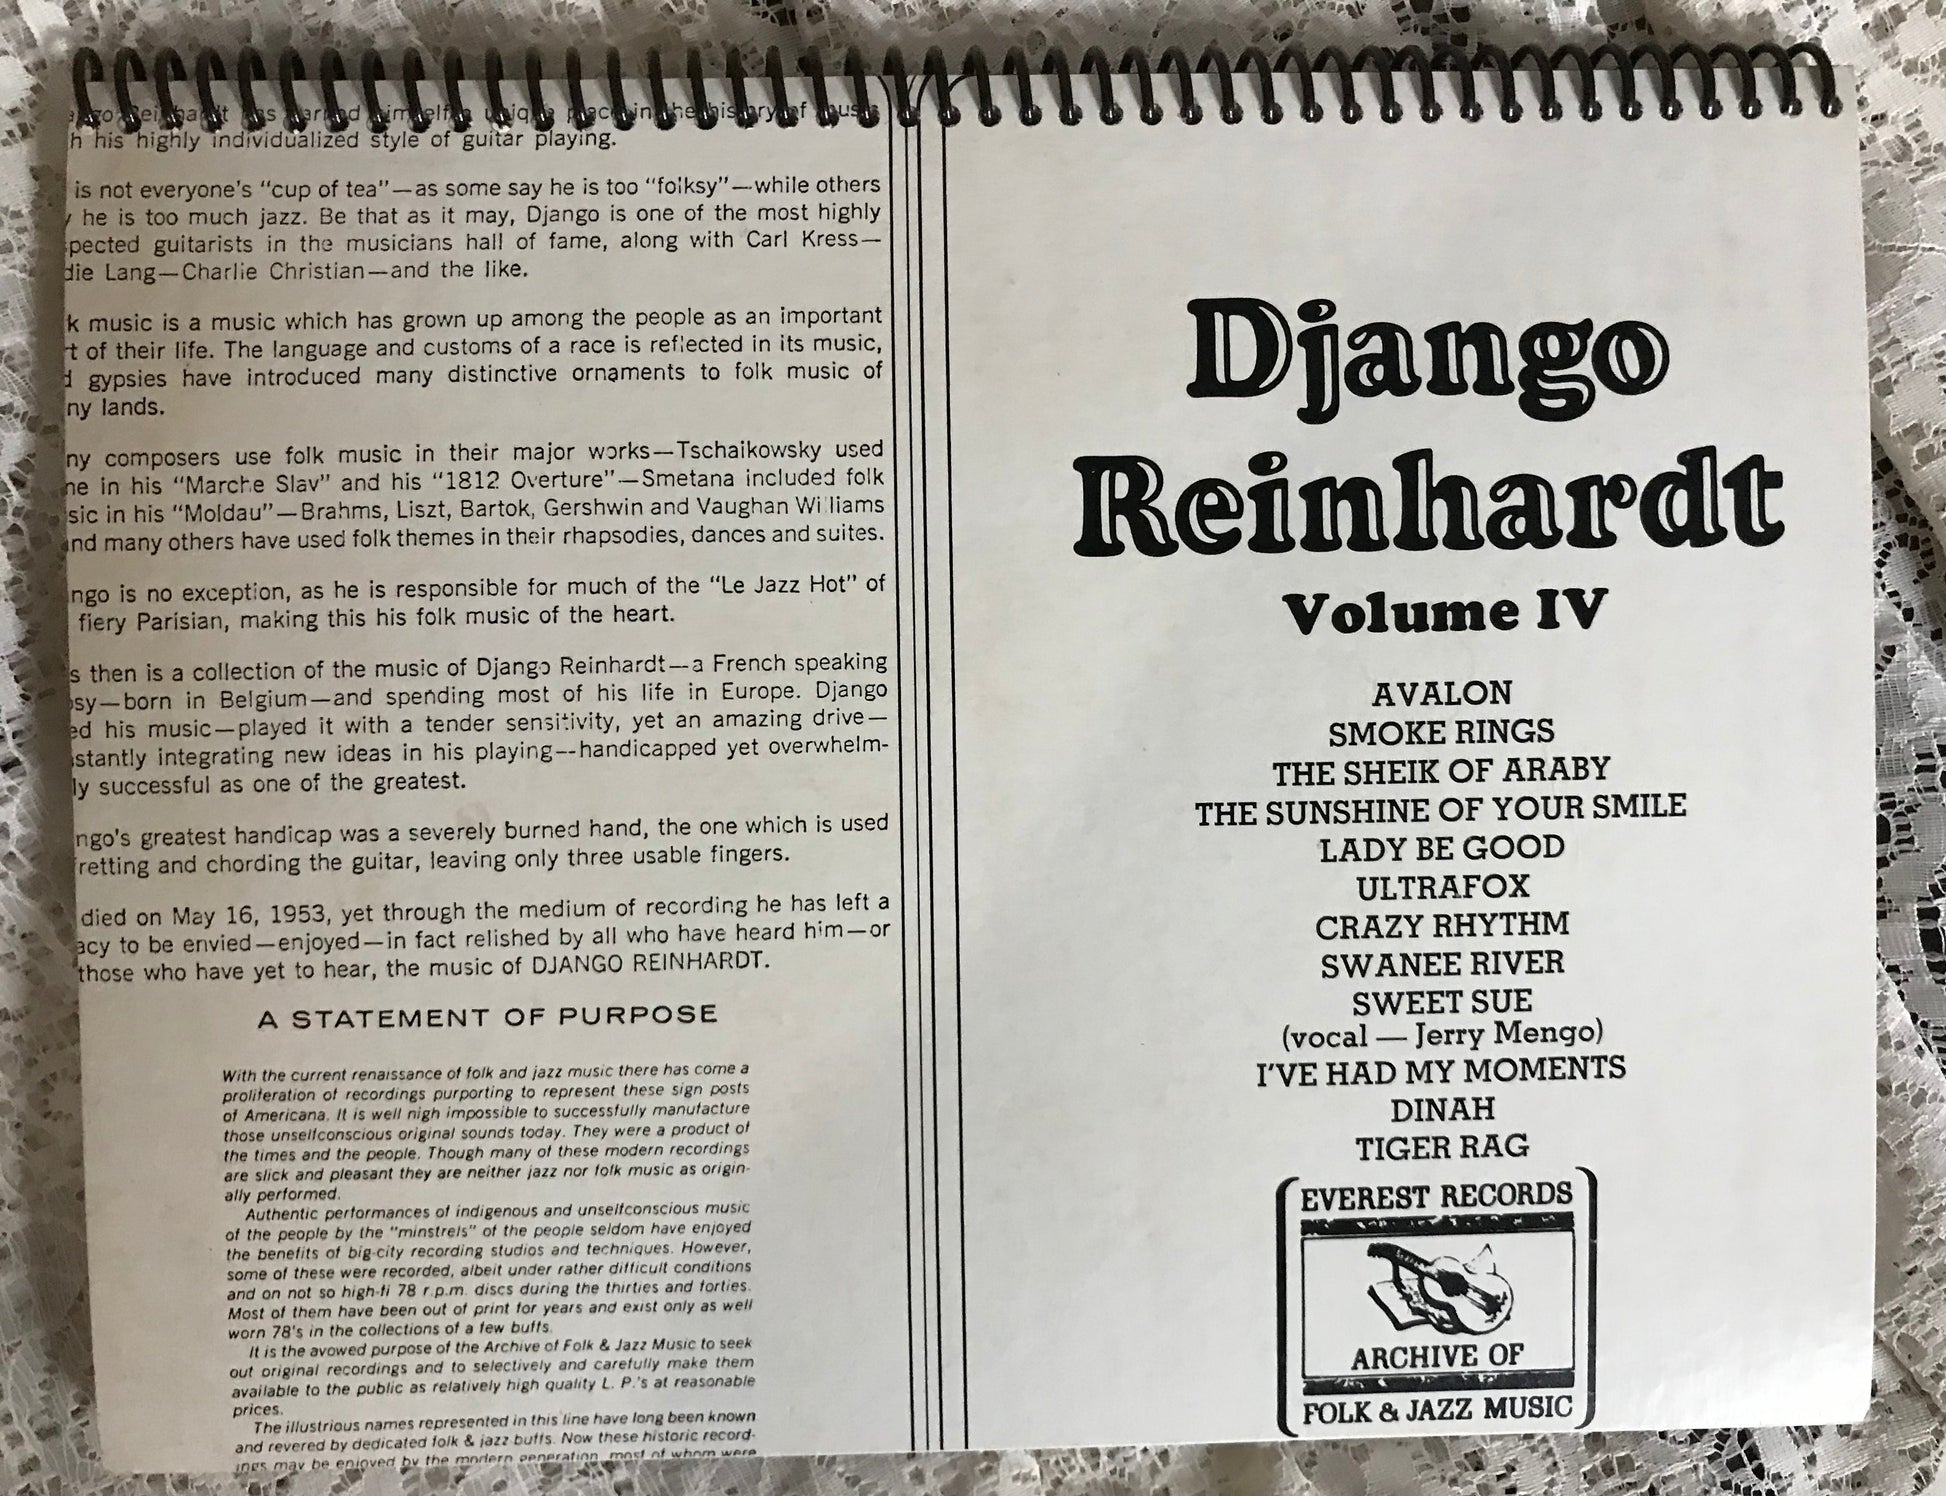 his highly individualized style of guitar playing.
is not everyone's "cup of tea"—as some say he is too "folksy"—while others
he is too much jazz. Be that as it may, Django is one of the most highly
pected guitarists in the musicians hall of fame, along with Carl Kress—
die Lang—Charlie Christian—and the like.
k music is a music which has grown up among the people as an important
t of their life. The language and customs of a race is reflected in its music,
d gypsies have introduced many distinctive ornaments to folk music of
ny lands.
ny composers use folk music in their major works—Tschaikowsky used
ne in his "Marche Slav" and his "1812 Overture"—Smetana included folk
sic in his "Moldau"—Brahms, Liszt, Bartok, Gershwin and Vaughan Williams
and many others have used folk themes in their rhapsodies, dances and suites.
ngo is no exception, as he is responsible for much of the "Le Jazz Hot" of
fiery Parisian, making this his folk music of the heart.
s then is a collection of the music of Django Reinhardt—a French speaking
sy—born in Belgium—and spending most of his life in Europe. Django
ed his music—played it with a tender sensitivity, yet an amazing drive—
stantly integrating new ideas in his playing--handicapped yet overwhelm-
ly successful as one of the greatest.
ngo's greatest handicap was a severely burned hand, the one which is used
retting and chording the guitar, leaving only three usable fingers.
died on May 16, 1953, yet through the medium of recording he has left a
acy to be envied—enjoyed—in fact relished by all who have heard him—or
those who have yet to hear, the music of DJANGO REINHARDT.
A STATEMENT OF PURPOSE
With the current renaissance of folk and jazz music there has come a
proliferation of recordings purporting to represent these sign posts
of Americana. It is well nigh impossible to successfully manufacture
those unselfconscious original sounds today. They were a product of
the times and the people. Though many of these modern recordings
are slick and pleasant they are neither jazz nor folk music as origin-
ally performed.
Authentic performances of indigenous and unselfconscious music
of the people by the "minstrels" of the people seldom have enjoyed
the benefits of big-city recording studios and techniques. However,
some of these were recorded, albeit under rather difficult conditions
and on not so high-fi 78 r.p.m. discs during the thirties and forties.
Most of them have been out of print for years and exist only as well
worn 78's in the collections of a few buffs.
It is the avowed purpose of the Archive of Folk & Jazz Music to seek
out original recordings and to selectively and carefully make them
available to the public as relatively high quality L. P.'s at reasonable
prices.
The illustrious names represented in this line have long been known
and revered by dedicated folk & jazz buffs. Now these historic record-
ings may be enjoyed by the modern generation, most of whom were
Django
Reinhardt
Volume IV
AVALON
SMOKE RINGS
THE SHEIK OF ARABY
THE SUNSHINE OF YOUR SMILE
LADY BE GOOD
ULTRAFOX
CRAZY RHYTHM
SWANEE RIVER
SWEET SUE
(vocal — Jerry Mengo)
I'VE HAD MY MOMENTS
DINAH
TIGER RAG
EVEREST RECORDS
ARCHIVE OF
FOLK & JAZZ MUSIC